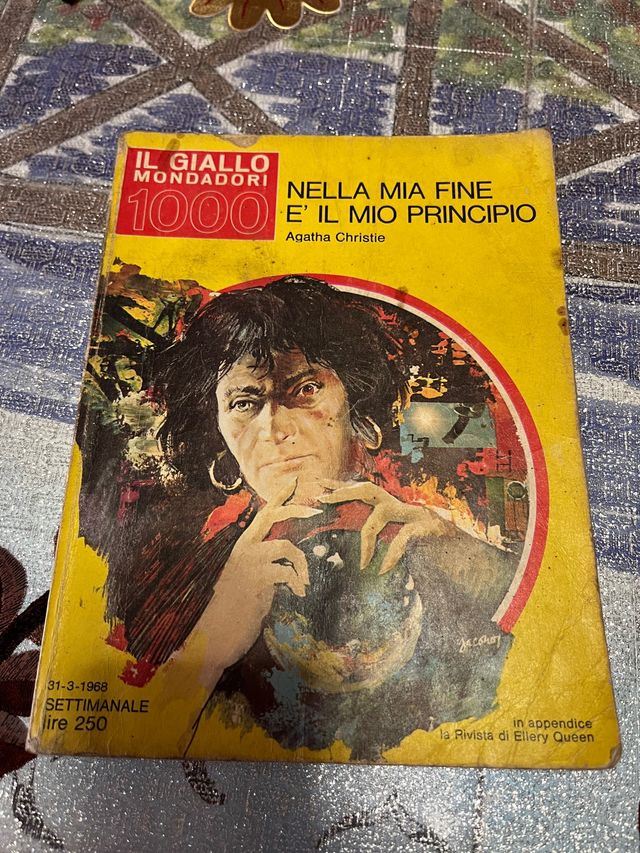 IL GIALLO
MONDADORI
1000
NELLA MIA FINE
E' IL MIO PRINCIPIO
Agatha Christie
31-3-1968
SETTIMANALE
lire 250
in appendice
la Rivista di Ellery Queen